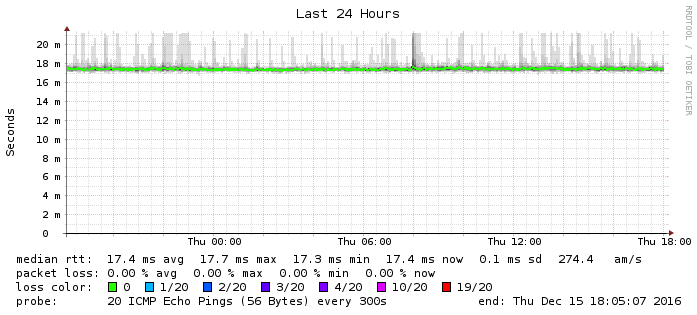 Last 24 Hours
RRDTOOL / TOBI OETIKER
Seconds
20 m
18 m
16 m
14 m
12 m
10 m
8 m
6 m
4 m
2 m
0
Thu 00:00 Thu 06:00 Thu 12:00 Thu 18:00
median rtt: 17.4 ms avg 17.7 ms max 17.3 ms min 17.4 ms now 0.1 ms sd 274.4 am/s
packet loss: 0.00 % avg 0.00 % max 0.00 % min 0.00 % now
loss color: 0 1/20 2/20 3/20 4/20 10/20 19/20
probe: 20 ICMP Echo Pings (56 Bytes) every 300s end: Thu Dec 15 18:05:07 2016